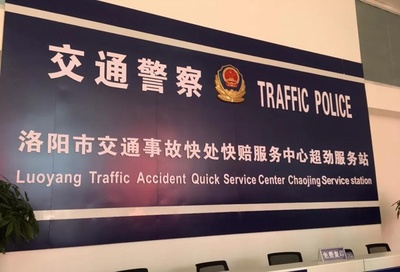 交通警察 TRAFFIC POLICE
洛阳市交通事故快处快赔服务中心超劲服务站
Luoyang Traffic Accident Quick Service Center Chaojing Service station